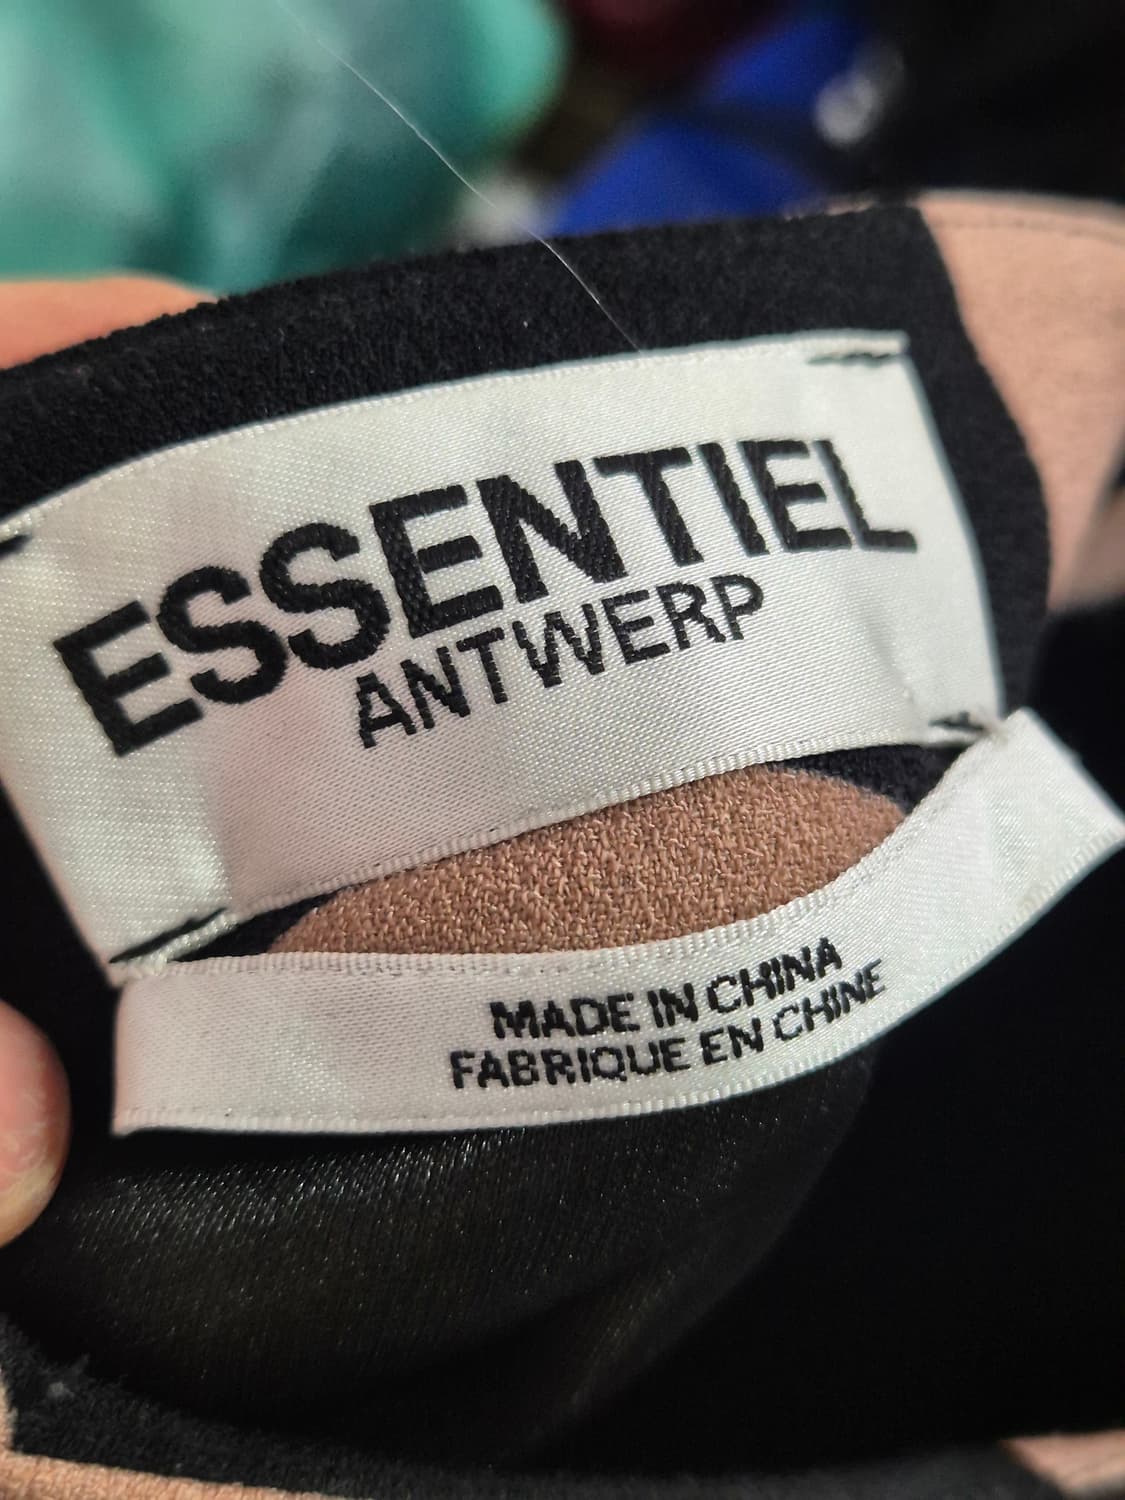 ESSENTIEL
ANTWERP
MADE IN CHINA
FABRIQUE EN CHINE